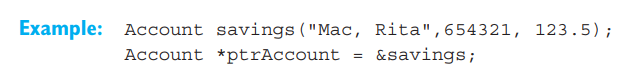 Example: Account savings("Mac, Rita",654321, 123.5);
Account *ptrAccount = &savings;